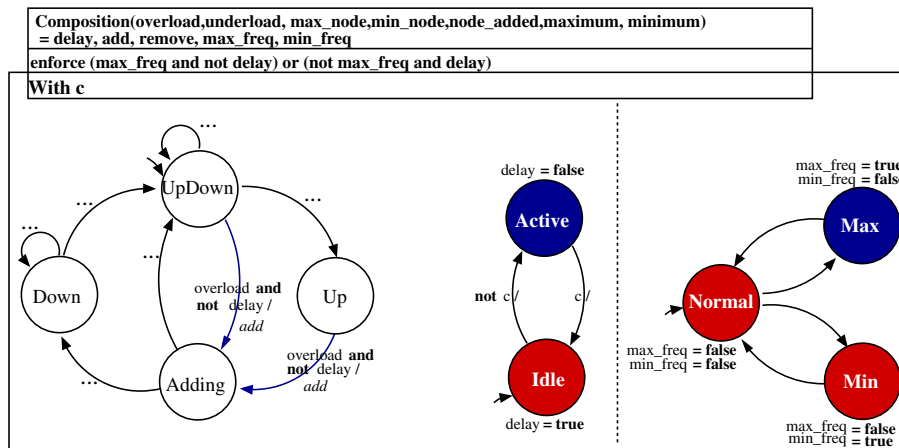 Composition(overload,underload, max_node,min_node,node_added,maximum, minimum)
= delay, add, remove, max_freq, min_freq
enforce (max_freq and not delay) or (not max_freq and delay)
With c
...
UpDown
...
...
...
Down
...
overload and
not delay /
add
Up
overload and
not delay /
add
Adding
...
delay = false
Active
not c /
c /
Idle
delay = true
max_freq = true
min_freq = false
Max
Normal
max_freq = false
min_freq = false
Min
max_freq = false
min_freq = true